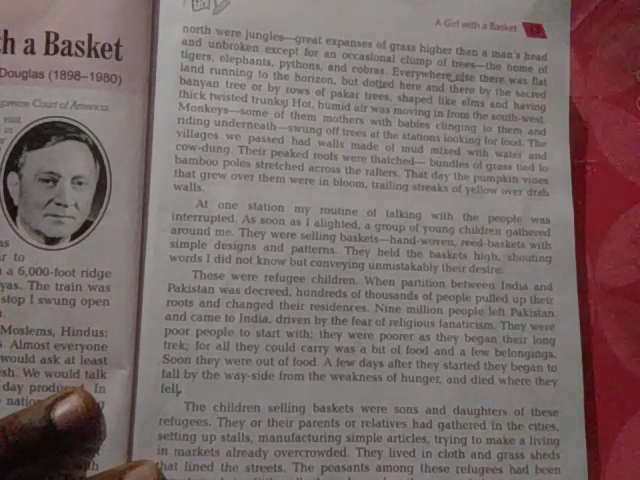 A Girl with a Basket 13
th a Basket
Douglas (1898–1980)
preme Court of America.
visit
in
as
r to
a 6,000-foot ridge
yas. The train was
stop I swung open
Moslems, Hindus;
s. Almost everyone
would ask at least
sh. We would talk
day produced. In
nation
with
north were jungles—great expanses of grass higher than a man's head
and unbroken except for an occasional clump of trees—the home of
tigers, elephants, pythons, and cobras. Everywhere else there was flat
land running to the horizon, but dotted here and there by the sacred
banyan tree or by rows of pakar trees, shaped like elms and having
thick twisted trunks. Hot, humid air was moving in from the south-west.
Monkeys—some of them mothers with babies clinging to them and
riding underneath—swung off trees at the stations looking for food. The
villages we passed had walls made of mud mixed with water and
cow-dung. Their peaked roofs were thatched— bundles of grass tied to
bamboo poles stretched across the rafters. That day the pumpkin vines
that grew over them were in bloom, trailing streaks of yellow over drab
walls.
At one station my routine of talking with the people was
interrupted. As soon as I alighted, a group of young children gathered
around me. They were selling baskets—hand-woven, reed-baskets with
simple designs and patterns. They held the baskets high, shouting
words I did not know but conveying unmistakably their desire.
These were refugee children. When partition between India and
Pakistan was decreed, hundreds of thousands of people pulled up their
roots and changed their residences. Nine million people left Pakistan
and came to India, driven by the fear of religious fanaticism. They were
poor people to start with; they were poorer as they began their long
trek; for all they could carry was a bit of food and a few belongings.
Soon they were out of food. A few days after they started they began to
fall by the way-side from the weakness of hunger, and died where they
fell.
The children selling baskets were sons and daughters of these
refugees. They or their parents or relatives had gathered in the cities,
setting up stalls, manufacturing simple articles, trying to make a living
in markets already overcrowded. They lived in cloth and grass sheds
that lined the streets. The peasants among these refugees had been